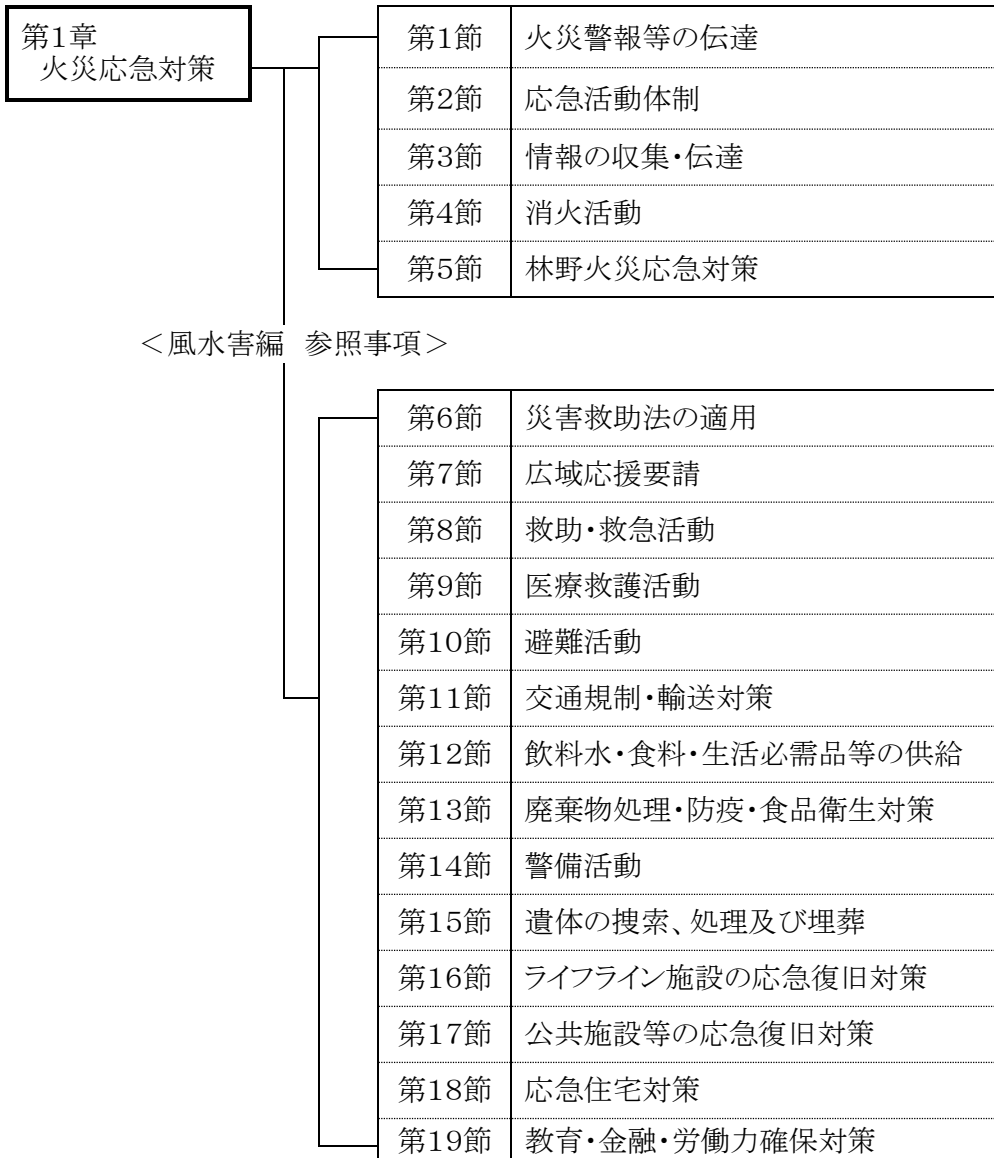 第1章
火災応急対策
第1節 火災警報等の伝達
第2節 応急活動体制
第3節 情報の収集・伝達
第4節 消火活動
第5節 林野火災応急対策
＜風水害編 参照事項＞
第6節 災害救助法の適用
第7節 広域応援要請
第8節 救助・救急活動
第9節 医療救護活動
第10節 避難活動
第11節 交通規制・輸送対策
第12節 飲料水・食料・生活必需品等の供給
第13節 廃棄物処理・防疫・食品衛生対策
第14節 警備活動
第15節 遺体の捜索、処理及び埋葬
第16節 ライフライン施設の応急復旧対策
第17節 公共施設等の応急復旧対策
第18節 応急住宅対策
第19節 教育・金融・労働力確保対策